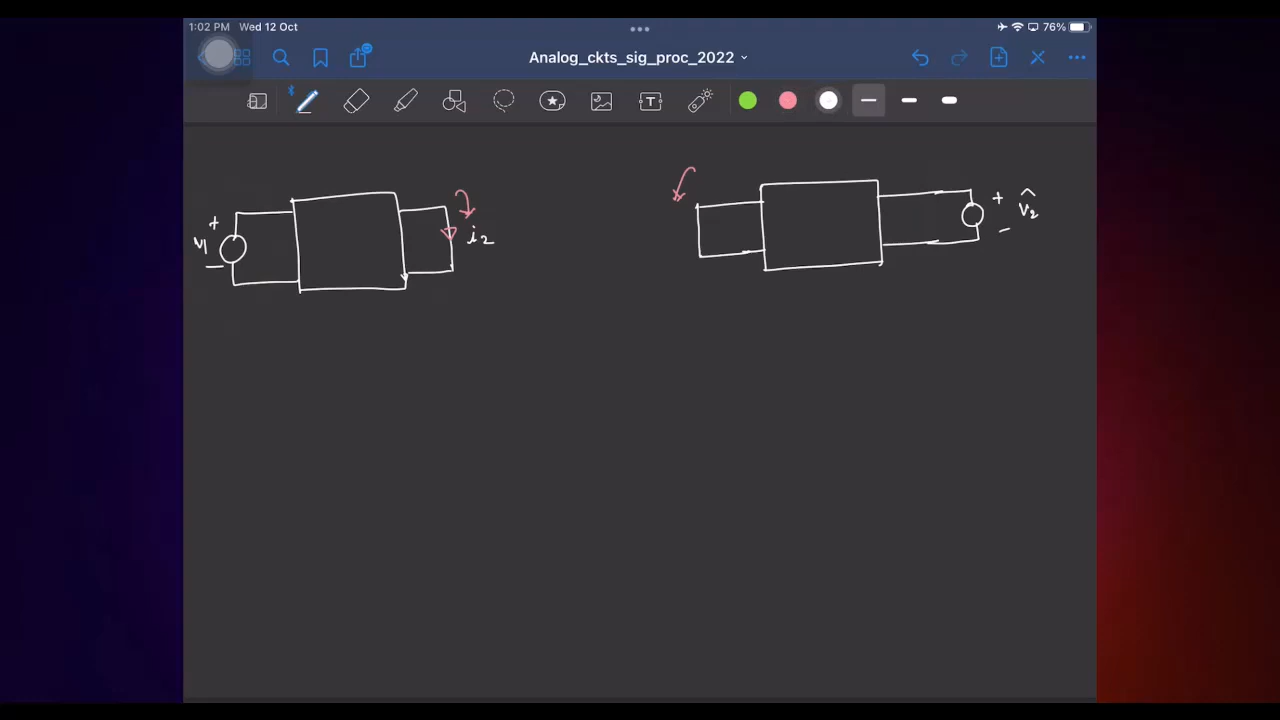 1:02 PM Wed 12 Oct
76%
Analog_ckts_sig_proc_2022
T
+
v1
−
i2
+
v̂2
−